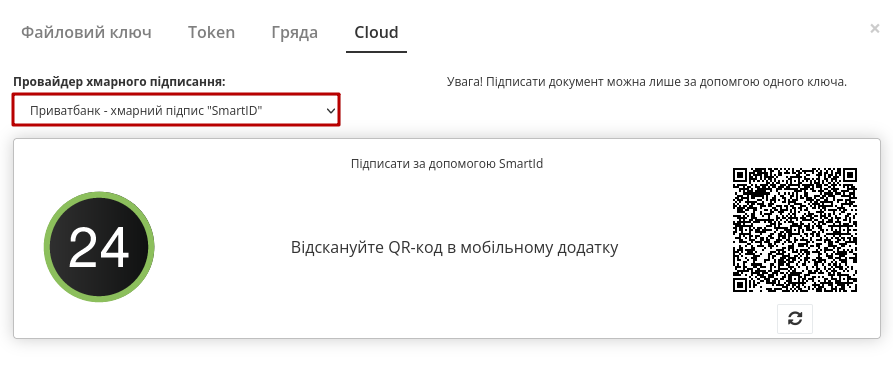 Файловий ключ Token Гряда Cloud ×
Провайдер хмарного підписання:
Увага! Підписати документ можна лише за допомгою одного ключа.
Приватбанк - хмарний підпис "SmartID"
Підписати за допомогою SmartId
24
Відскануйте QR-код в мобільному додатку